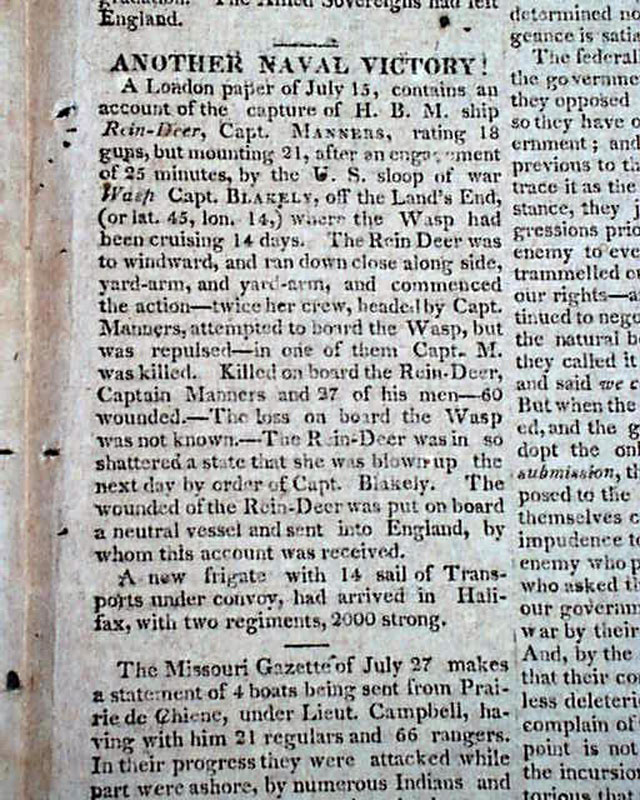 England.
ANOTHER NAVAL VICTORY!
A London paper of July 15, contains an
account of the capture of H. B. M. ship
Rein-Deer, Capt. MANNERS, rating 18
guns, but mounting 21, after an engagement
of 25 minutes, by the U. S. sloop of war
Wasp Capt. BLAKELY, off the Land's End,
(or lat. 45, lon. 14,) where the Wasp had
been cruising 14 days. The Rein Deer was
to windward, and ran down close along side,
yard-arm, and yard-arm, and commenced
the action—twice her crew, headed by Capt.
Manners, attempted to board the Wasp, but
was repulsed—in one of them Capt. M.
was killed. Killed on board the Rein-Deer,
Captain Manners and 27 of his men—60
wounded.—The loss on board the Wasp
was not known.—The Rein-Deer was in so
shattered a state that she was blown up the
next day by order of Capt. Blakely. The
wounded of the Rein-Deer was put on board
a neutral vessel and sent into England, by
whom this account was received.
A new frigate with 14 sail of Trans-
ports under convoy, had arrived in Hali-
fax, with two regiments, 2000 strong.
The Missouri Gazette of July 27 makes
a statement of 4 boats being sent from Prai-
rie de Chiene, under Lieut. Campbell, ha-
ving with him 21 regulars and 66 rangers.
In their progress they were attacked while
part were ashore, by numerous Indians and
determined
geance is
The federal
the
they opposed
so they have
ernment; and
previous to
trace it as the
stance, they
gressions
enemy to
trammelled
our rights—
tinued to
the natural
they called it
and said we
But when the
ed, and the
dopt the
submission,
posed to the
themselves
impudence
enemy who
who asked
our
war by their
And, by the
that their
less
complain of
point is not
the
torious that